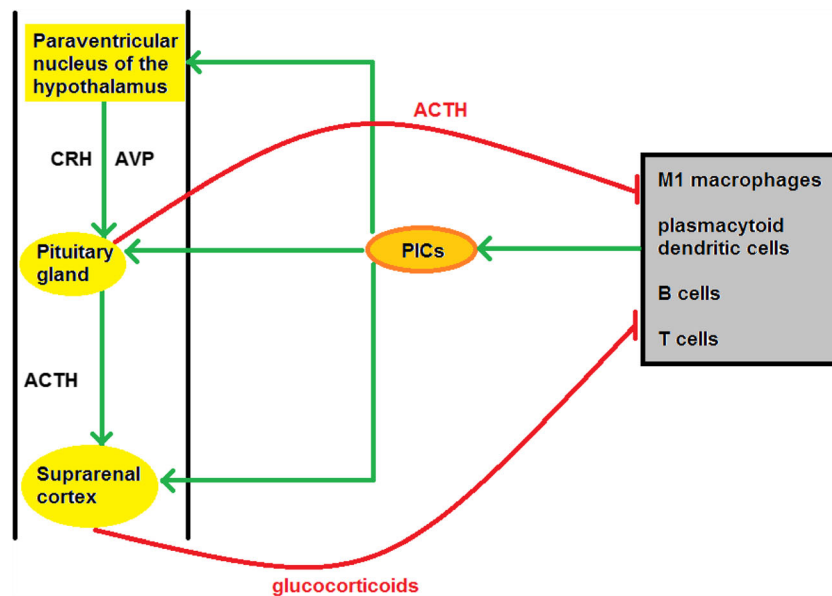 Paraventricular
nucleus of the
hypothalamus
ACTH
CRH
AVP
M1 macrophages
plasmacytoid
dendritic cells
B cells
T cells
Pituitary
gland
PICs
ACTH
Suprarenal
cortex
glucocorticoids